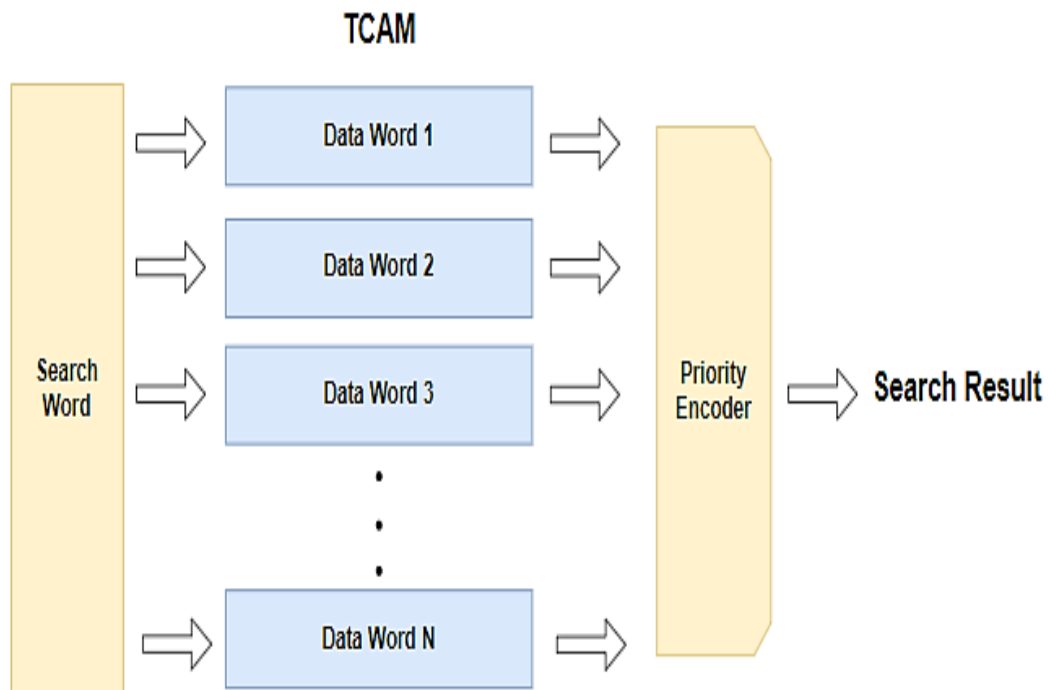 TCAM
Data Word 1
Data Word 2
Search
Word
Data Word 3
Priority
Encoder
Search Result
Data Word N